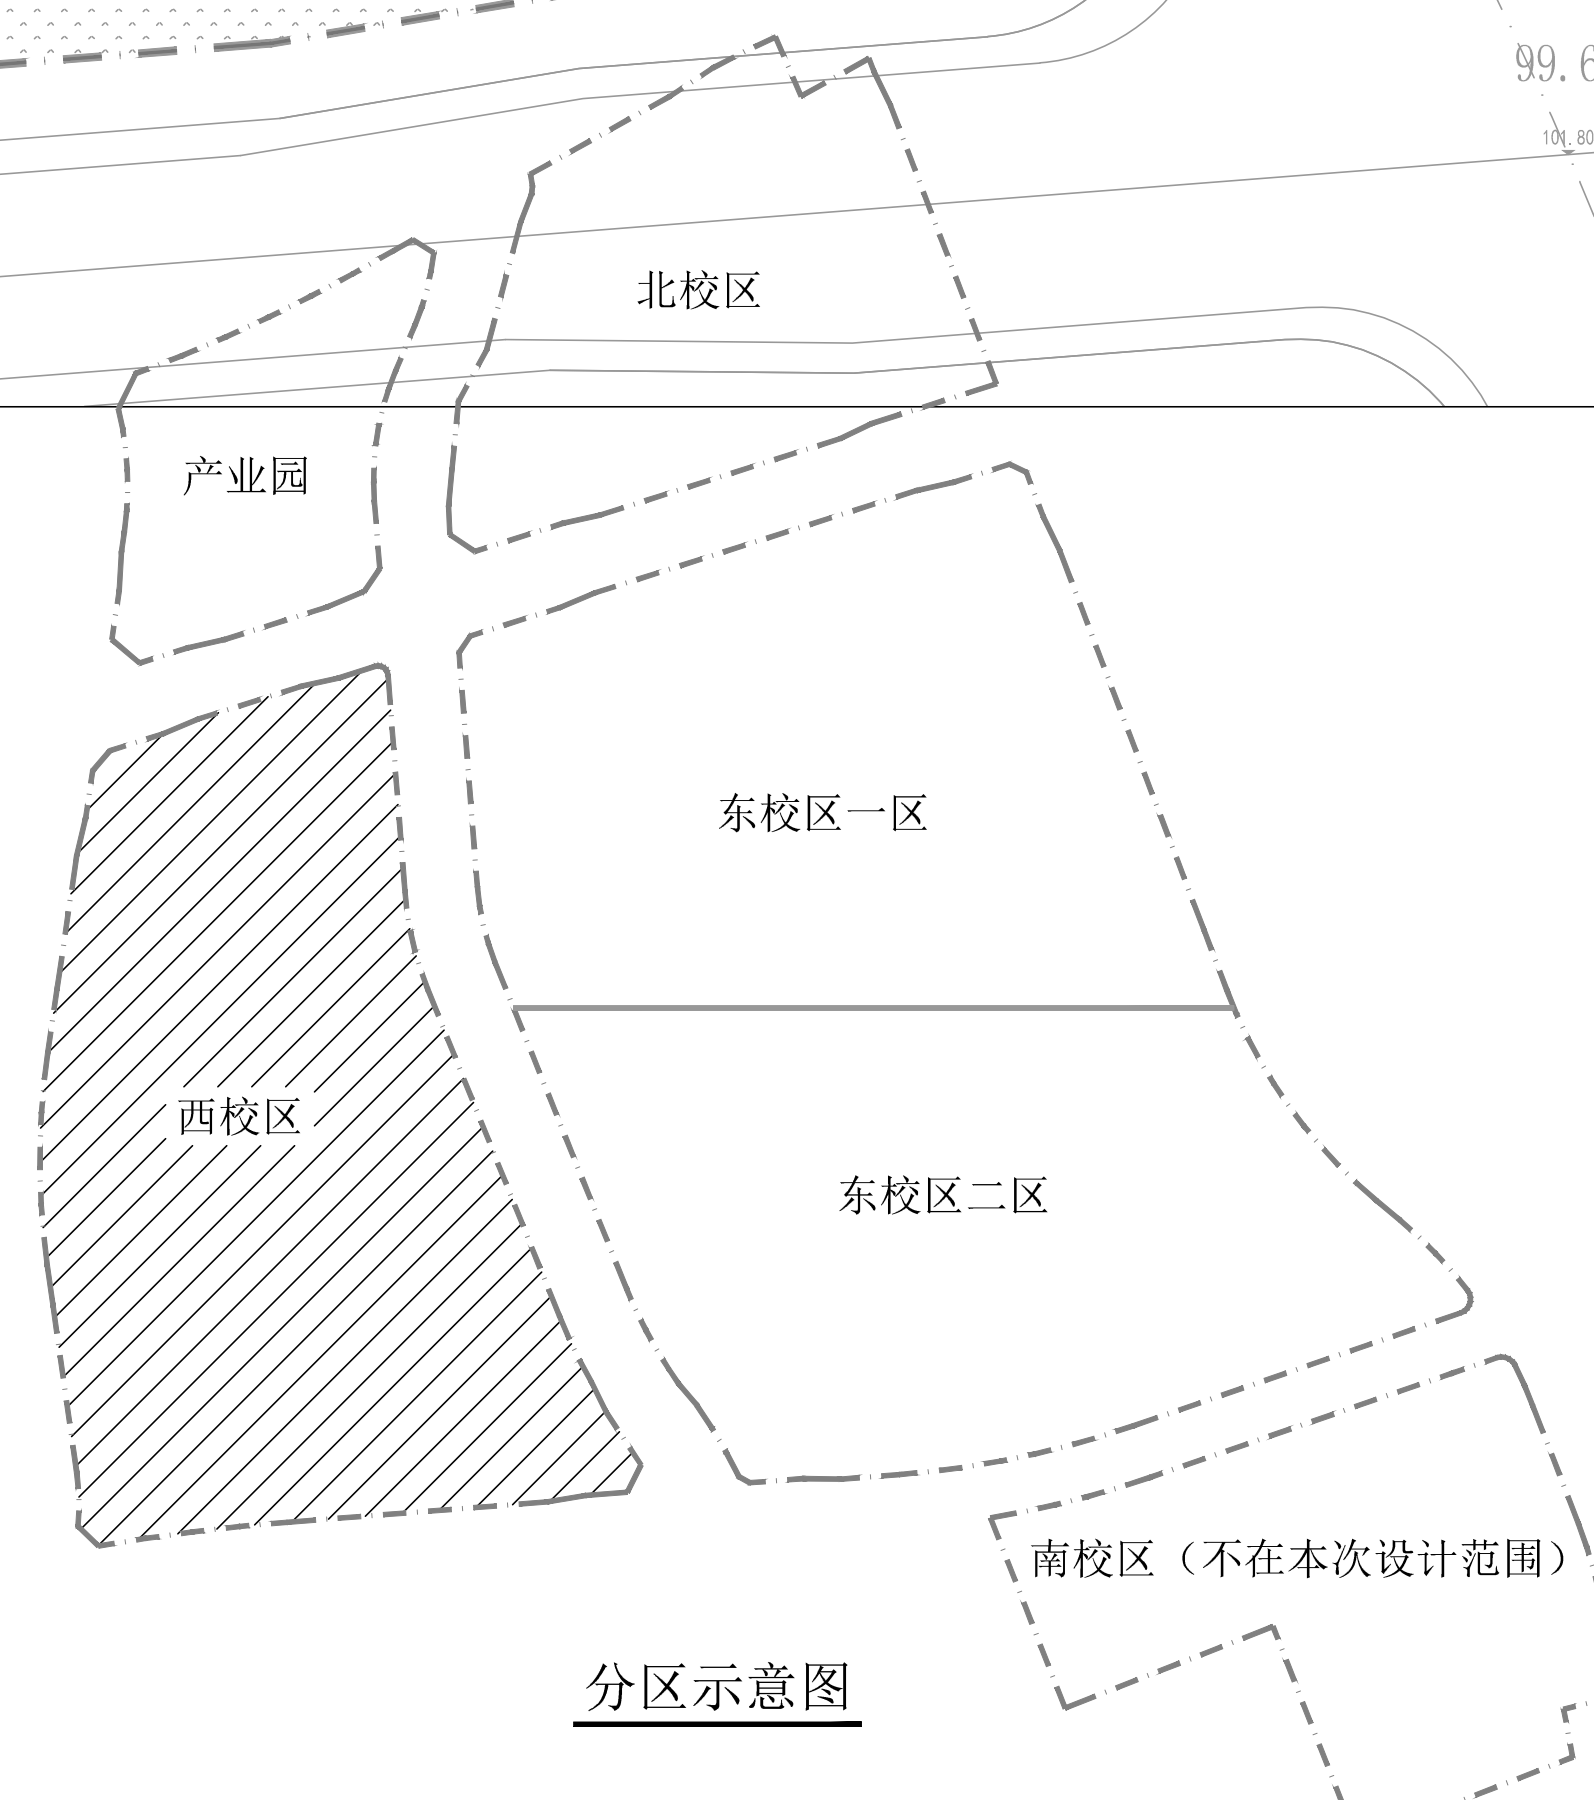 99.6
101.80
北校区
产业园
东校区一区
西校区
东校区二区
南校区（不在本次设计范围）
分区示意图